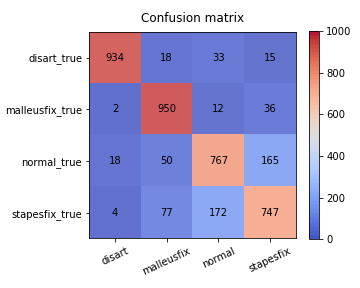 Confusion matrix
disart_true 934 18 33 15
malleusfix_true 2 950 12 36
normal_true 18 50 767 165
stapesfix_true 4 77 172 747
disart malleusfix normal stapesfix
1000
800
600
400
200
0